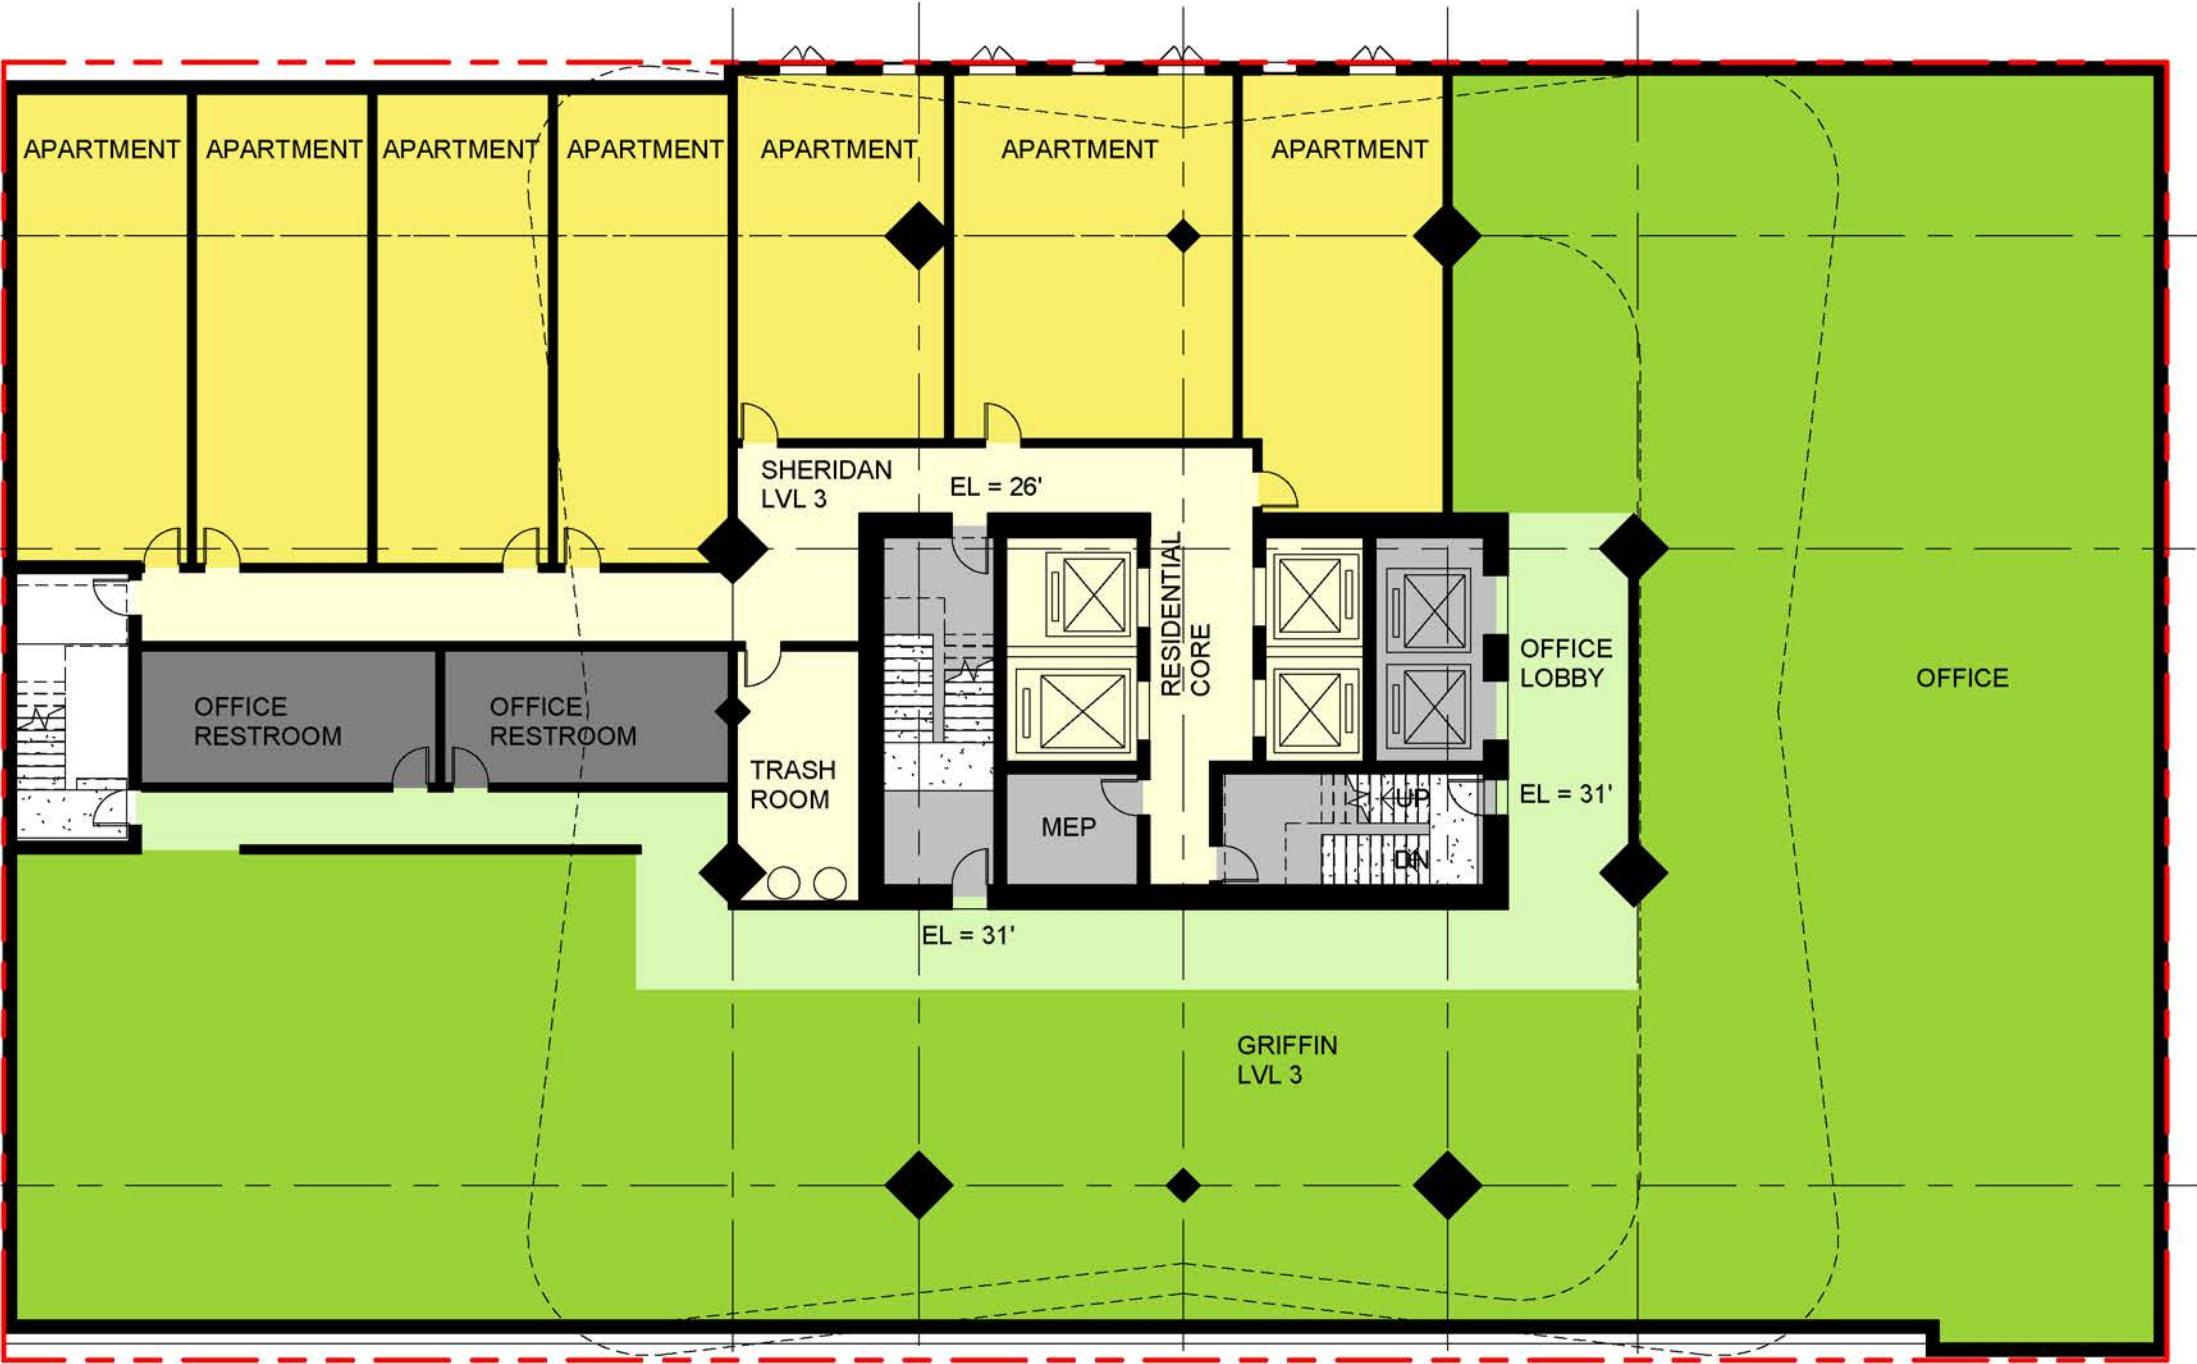 APARTMENT
APARTMENT
APARTMENT
APARTMENT
APARTMENT
APARTMENT
APARTMENT
SHERIDAN
LVL 3
EL = 26'
RESIDENTIAL
CORE
OFFICE
LOBBY
OFFICE
OFFICE
RESTROOM
OFFICE
RESTROOM
TRASH
ROOM
MEP
UP
DN
EL = 31'
EL = 31'
GRIFFIN
LVL 3